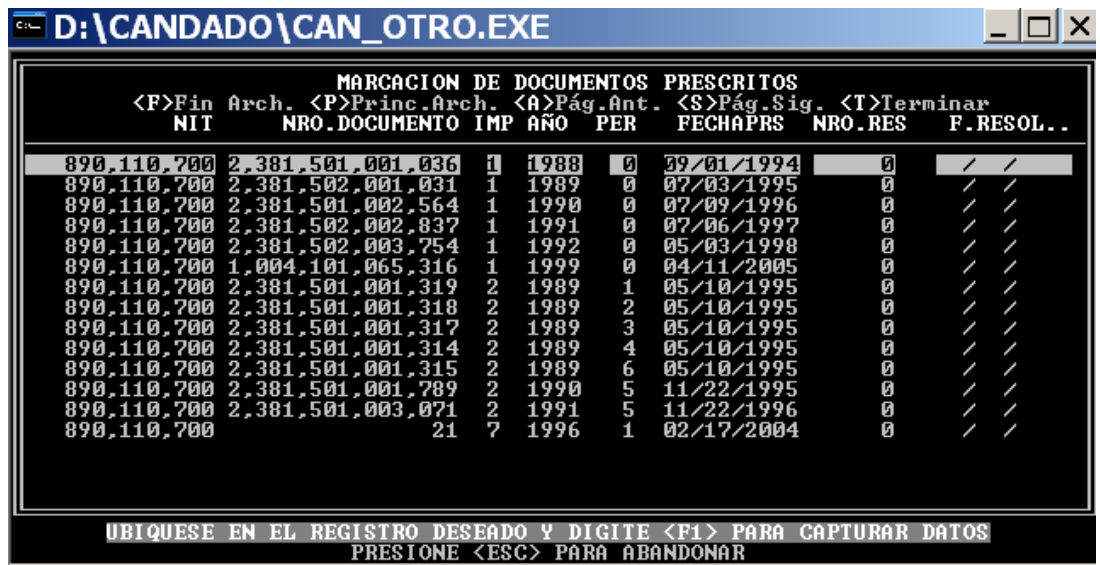 D:\CANDADO\CAN_OTRO.EXE
MARCACION DE DOCUMENTOS PRESCRITOS
<F>Fin Arch. <P>Princ.Arch. <A>Pág.Ant. <S>Pág.Sig. <T>Terminar
NIT NRO.DOCUMENTO IMP AÑO PER FECHAPRS NRO.RES F.RESOL..
890,110,700 2,381,501,001,036 1 1988 0 09/01/1994 0 / /
890,110,700 2,381,502,001,031 1 1989 0 07/03/1995 0 / /
890,110,700 2,381,501,002,564 1 1990 0 07/09/1996 0 / /
890,110,700 2,381,502,002,837 1 1991 0 07/06/1997 0 / /
890,110,700 2,381,502,003,754 1 1992 0 05/03/1998 0 / /
890,110,700 1,004,101,065,316 1 1999 0 04/11/2005 0 / /
890,110,700 2,381,501,001,319 2 1989 1 05/10/1995 0 / /
890,110,700 2,381,501,001,318 2 1989 2 05/10/1995 0 / /
890,110,700 2,381,501,001,317 2 1989 3 05/10/1995 0 / /
890,110,700 2,381,501,001,314 2 1989 4 05/10/1995 0 / /
890,110,700 2,381,501,001,315 2 1989 6 05/10/1995 0 / /
890,110,700 2,381,501,001,789 2 1990 5 11/22/1995 0 / /
890,110,700 2,381,501,003,071 2 1991 5 11/22/1996 0 / /
890,110,700 21 7 1996 1 02/17/2004 0 / /
UBIQUESE EN EL REGISTRO DESEADO Y DIGITE <F1> PARA CAPTURAR DATOS
PRESIONE <ESC> PARA ABANDONAR